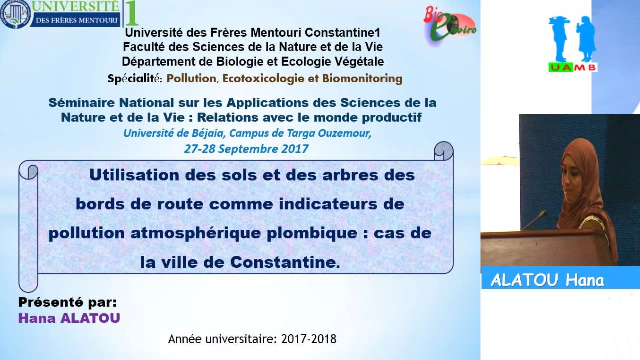 UNIVERSITÉ
DES FRÈRES MENTOURI
1
Bio
enviro
UAMB
Université des Frères Mentouri Constantine1
Faculté des Sciences de la Nature et de la Vie
Département de Biologie et Ecologie Végétale
Spécialité: Pollution, Ecotoxicologie et Biomonitoring
Séminaire National sur les Applications des Sciences de la
Nature et de la Vie : Relations avec le monde productif
Université de Béjaia, Campus de Targa Ouzemour,
27-28 Septembre 2017
Utilisation des sols et des arbres des
bords de route comme indicateurs de
pollution atmosphérique plombique : cas de
la ville de Constantine.
Présenté par:
Hana ALATOU
Année universitaire: 2017-2018
ALATOU Hana